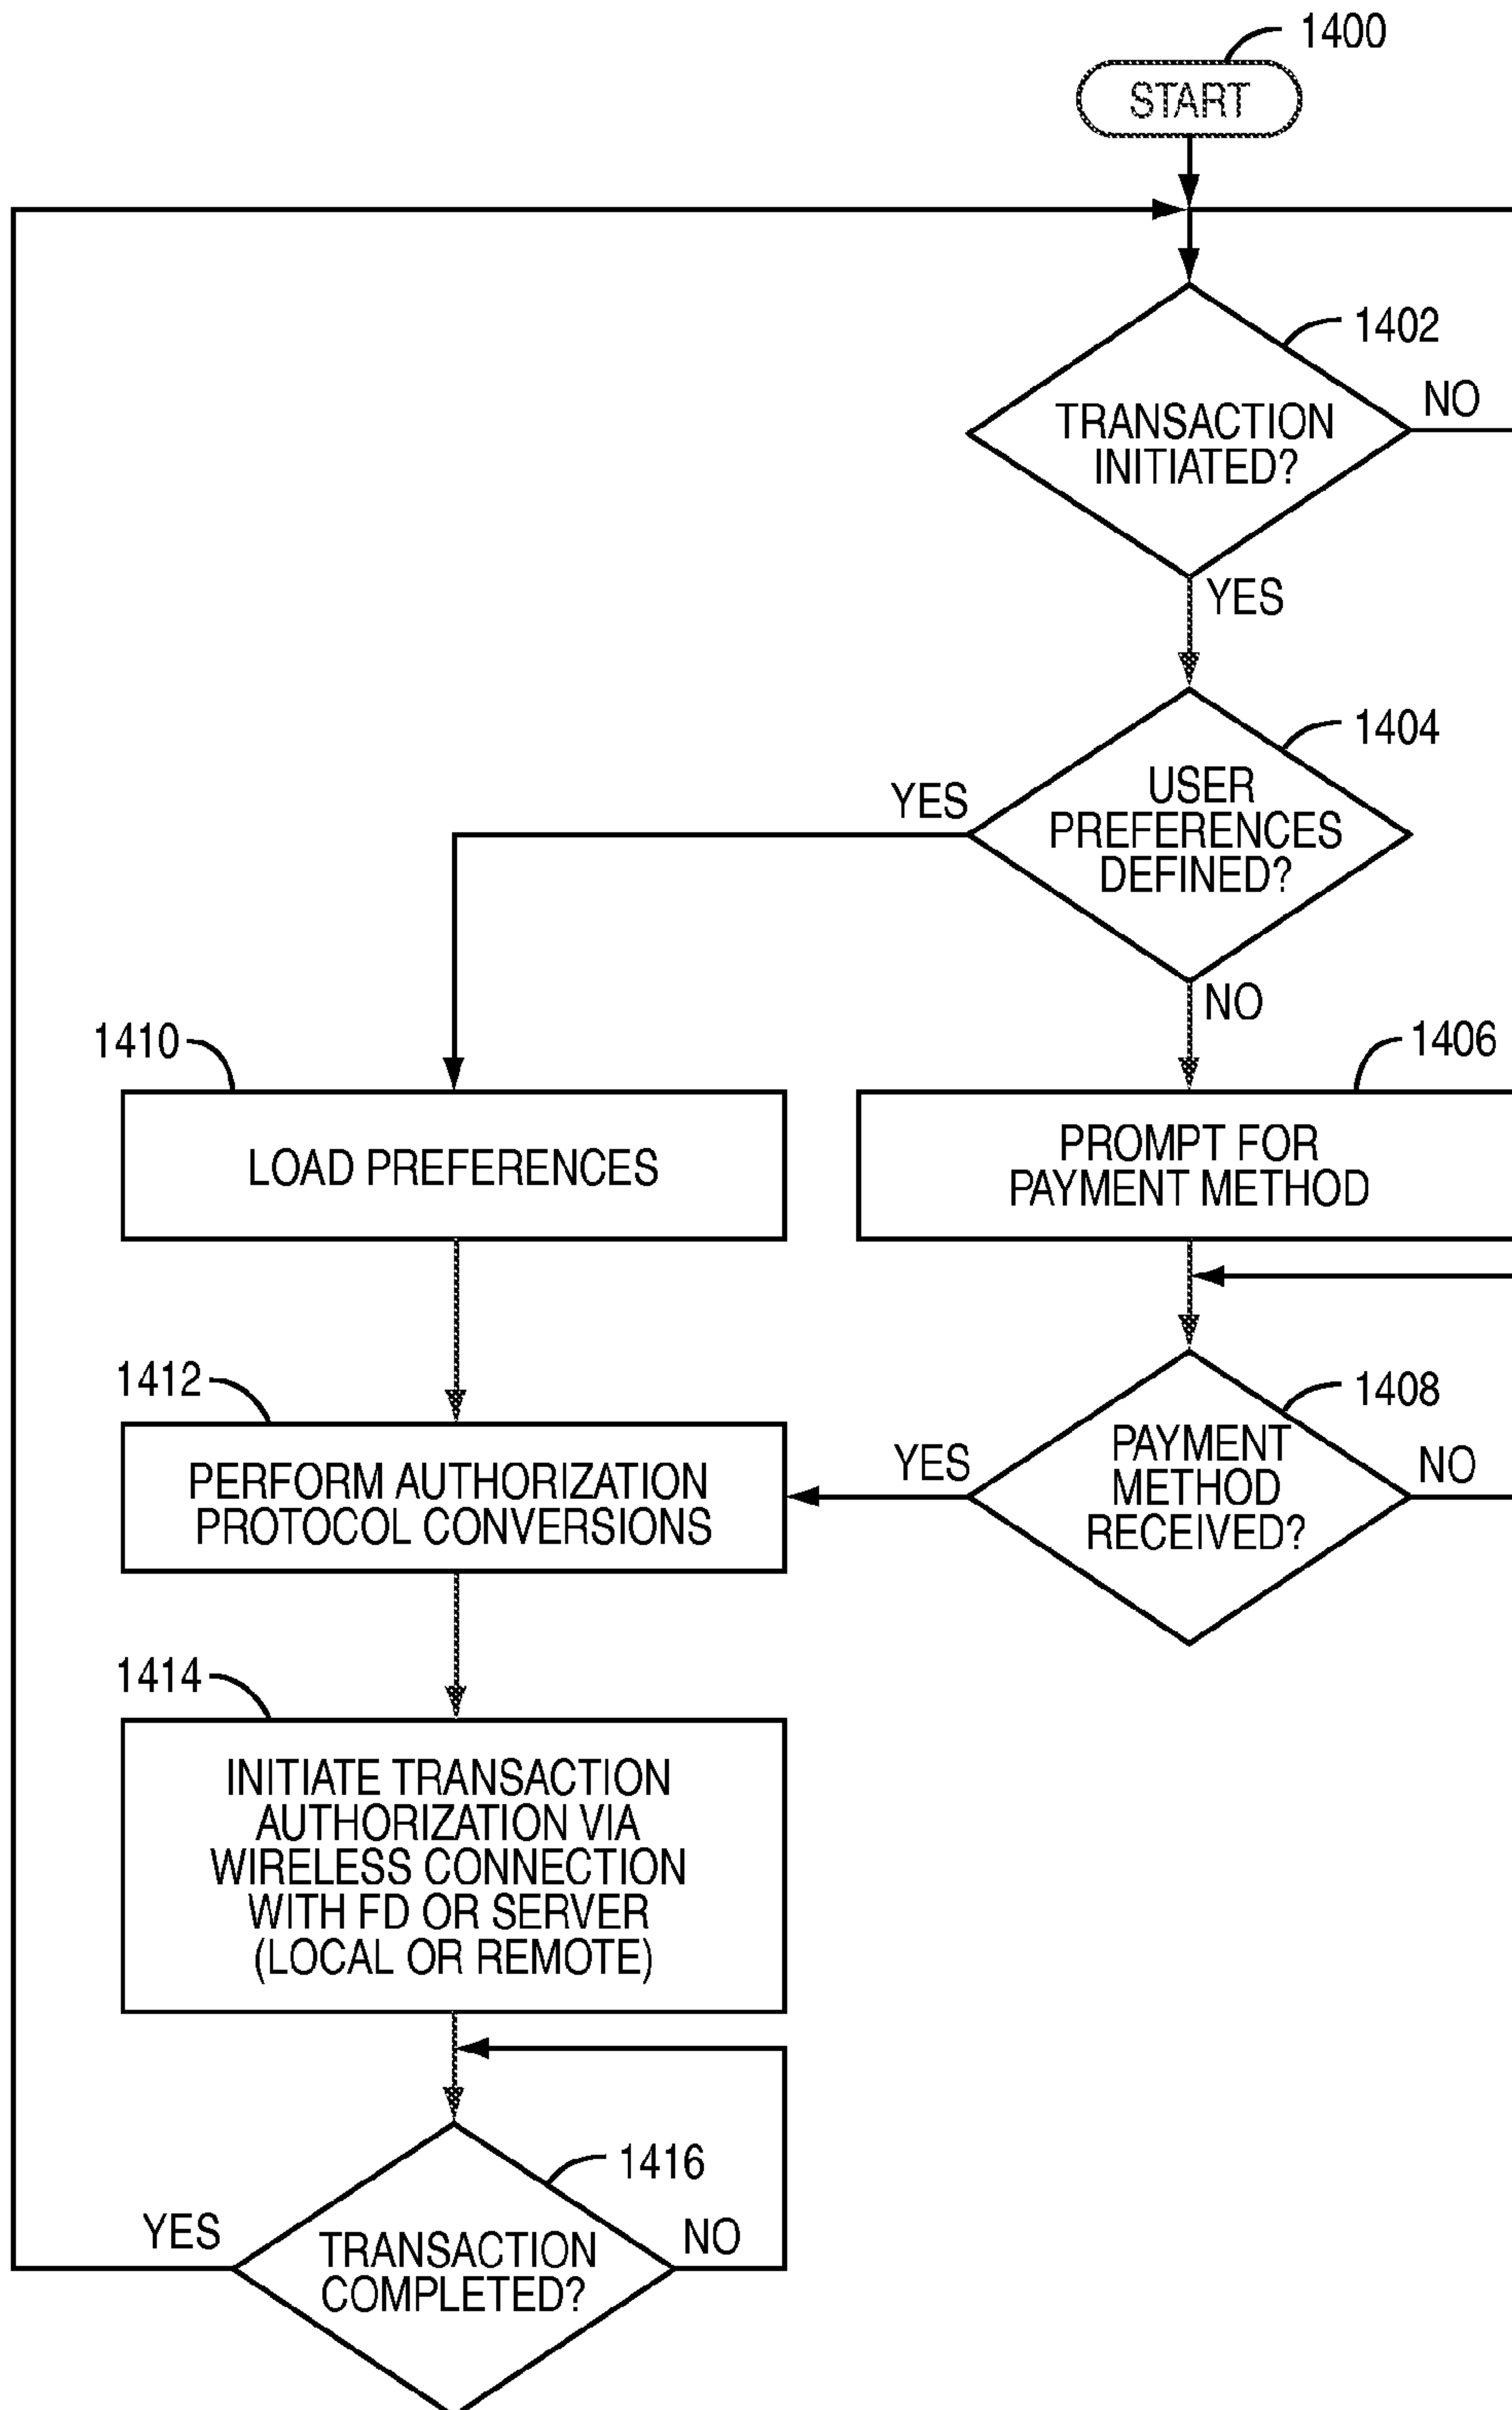 1400
START
1402
TRANSACTION
INITIATED?
NO
YES
1404
USER
PREFERENCES
DEFINED?
YES
NO
1410
LOAD PREFERENCES
1406
PROMPT FOR
PAYMENT METHOD
1412
PERFORM AUTHORIZATION
PROTOCOL CONVERSIONS
1408
PAYMENT
METHOD
RECEIVED?
YES
NO
1414
INITIATE TRANSACTION
AUTHORIZATION VIA
WIRELESS CONNECTION
WITH FD OR SERVER
(LOCAL OR REMOTE)
1416
TRANSACTION
COMPLETED?
YES
NO